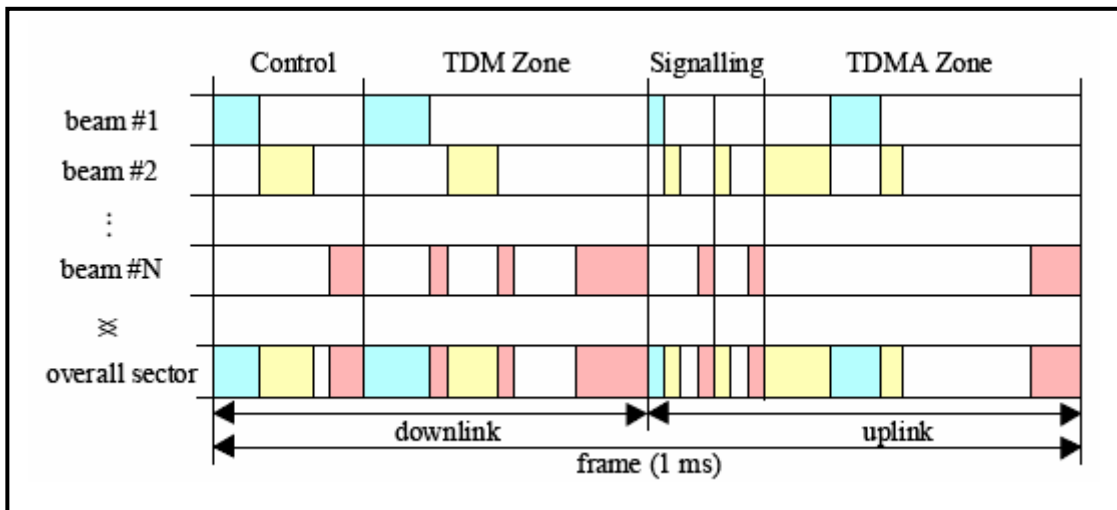 Control TDM Zone Signalling TDMA Zone
beam #1
beam #2
⋮
beam #N
overall sector
downlink uplink
frame (1 ms)